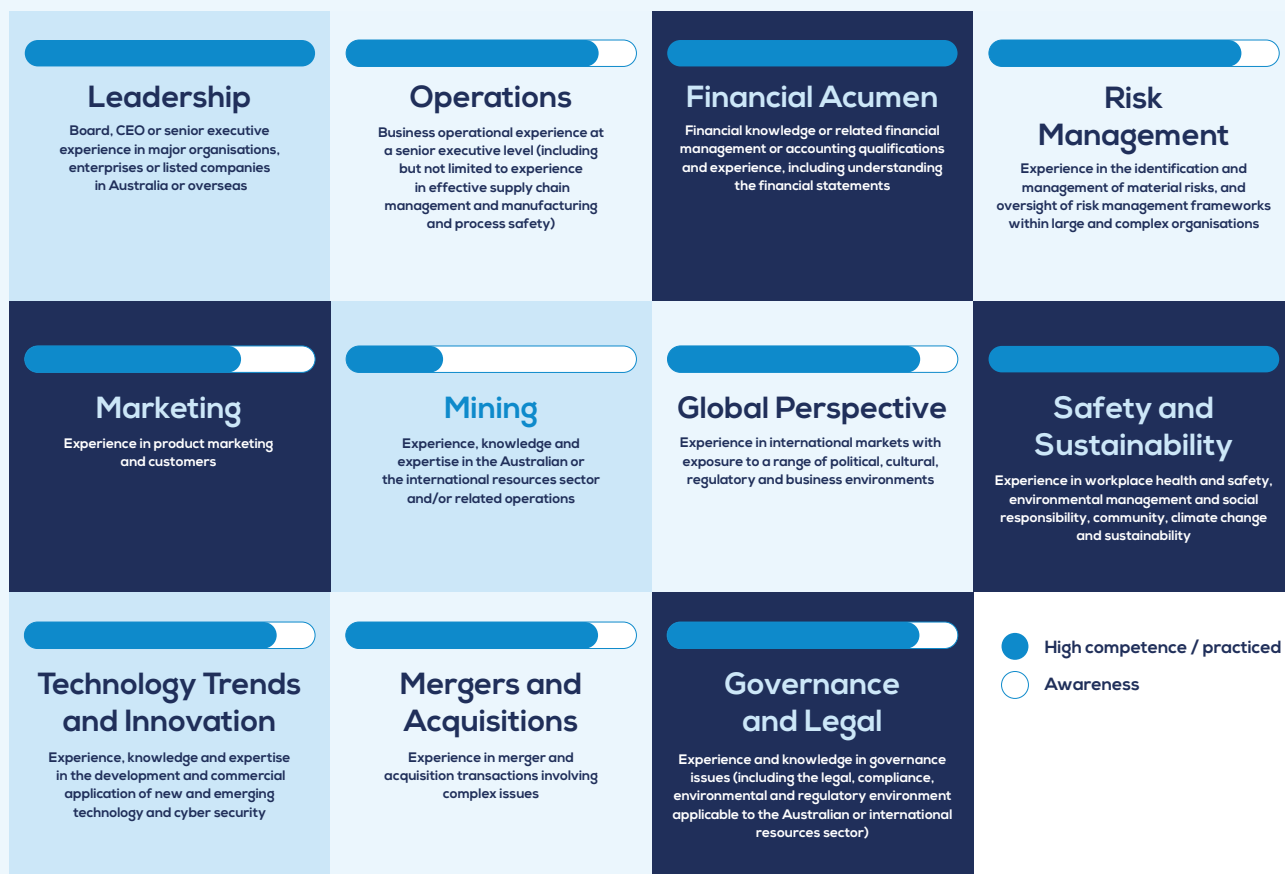 Leadership
Board, CEO or senior executive
experience in major organisations,
enterprises or listed companies
in Australia or overseas
Operations
Business operational experience at
a senior executive level (including
but not limited to experience
in effective supply chain
management and manufacturing
and process safety)
Financial Acumen
Financial knowledge or related financial
management or accounting qualifications
and experience, including understanding
the financial statements
Risk
Management
Experience in the identification and
management of material risks, and
oversight of risk management frameworks
within large and complex organisations
Marketing
Experience in product marketing
and customers
Mining
Experience, knowledge and
expertise in the Australian or
the international resources sector
and/or related operations
Global Perspective
Experience in international markets with
exposure to a range of political, cultural,
regulatory and business environments
Safety and
Sustainability
Experience in workplace health and safety,
environmental management and social
responsibility, community, climate change
and sustainability
Technology Trends
and Innovation
Experience, knowledge and expertise
in the development and commercial
application of new and emerging
technology and cyber security
Mergers and
Acquisitions
Experience in merger and
acquisition transactions involving
complex issues
Governance
and Legal
Experience and knowledge in governance
issues (including the legal, compliance,
environmental and regulatory environment
applicable to the Australian or international
resources sector)
High competence / practiced
Awareness